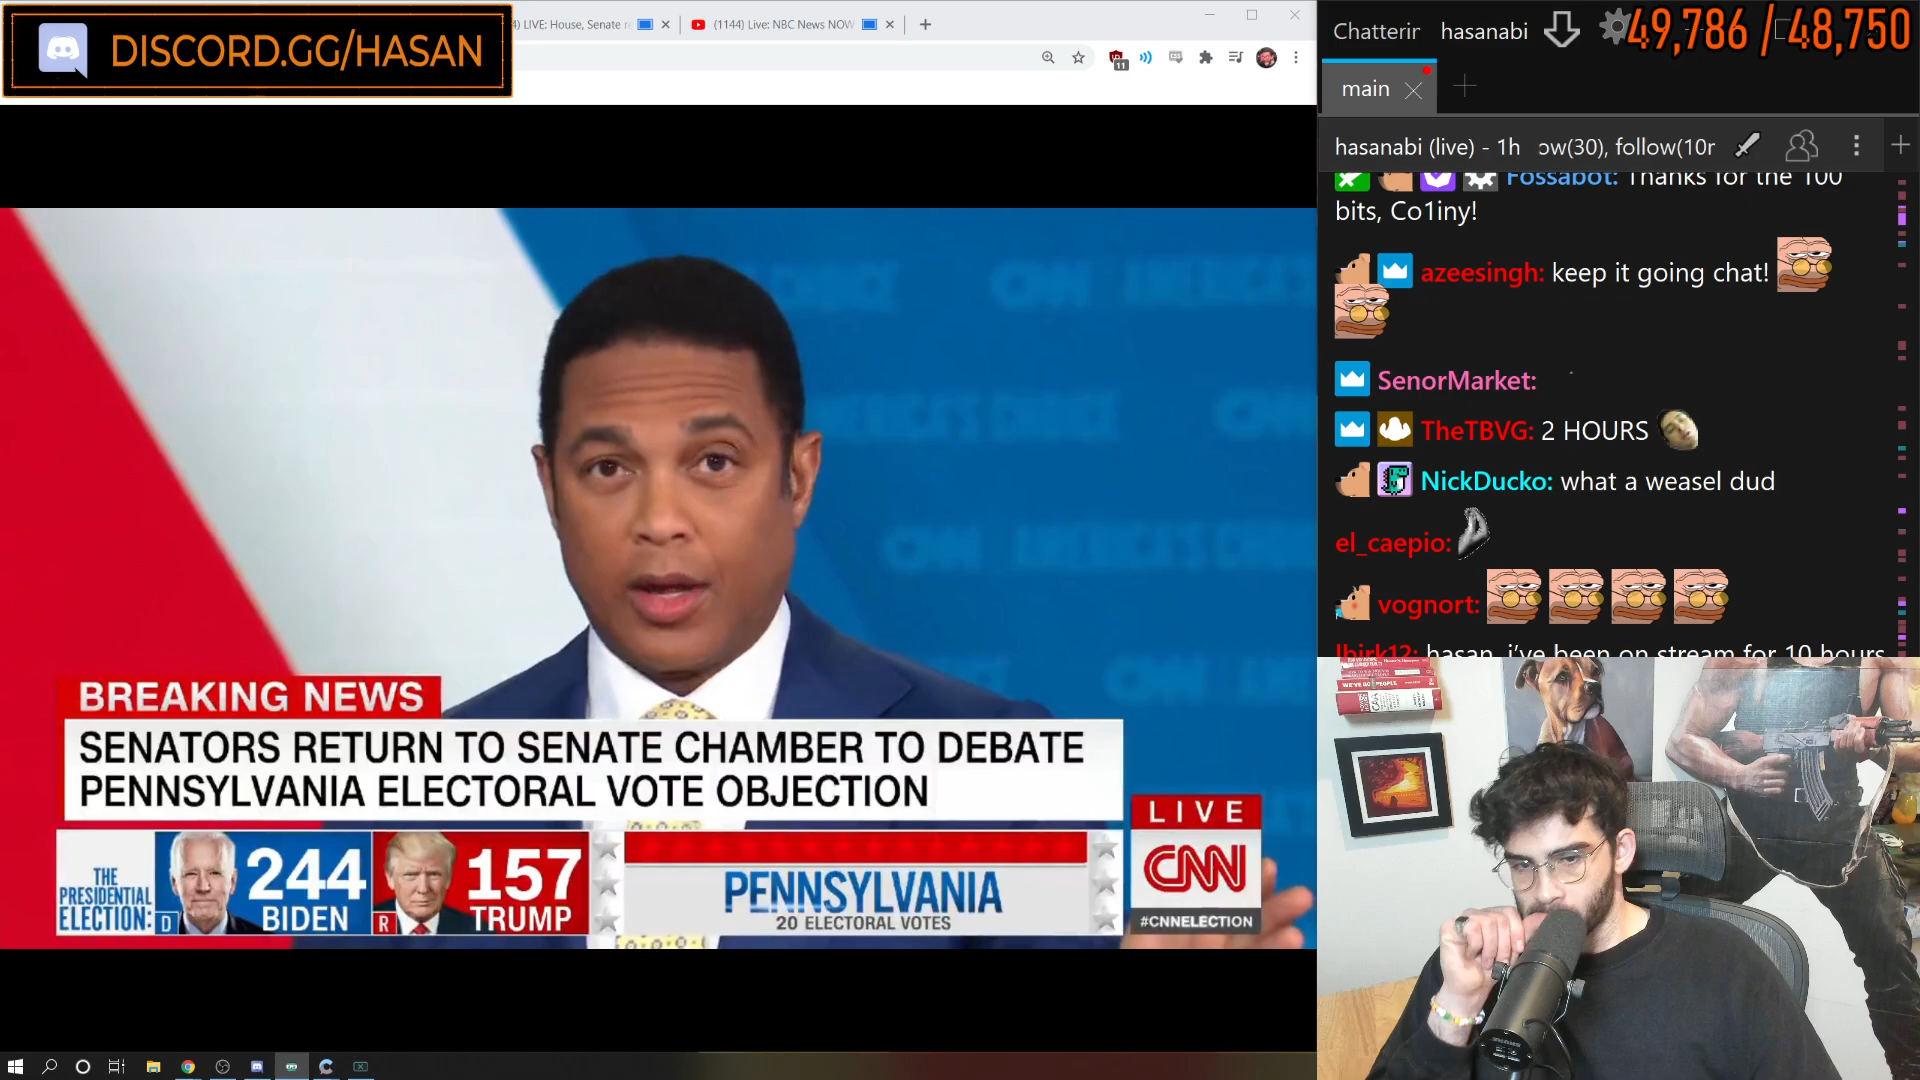 DISCORD.GG/HASAN
LIVE: House, Senate
(1144) Live: NBC News NOW
11
BREAKING NEWS
SENATORS RETURN TO SENATE CHAMBER TO DEBATE
PENNSYLVANIA ELECTORAL VOTE OBJECTION
THE
PRESIDENTIAL
ELECTION:
D
244
BIDEN
R
157
TRUMP
PENNSYLVANIA
20 ELECTORAL VOTES
LIVE
CNN
#CNNELECTION
Chatterir hasanabi
49,786 / 48,750
main
hasanabi (live) - 1h ow(30), follow(10r
Fossabot: Thanks for the 100
bits, Co1iny!
azeesingh: keep it going chat!
SenorMarket:
TheTBVG: 2 HOURS
NickDucko: what a weasel dud
el_caepio:
vognort:
lbirk12: hasan, i've been on stream for 10 hours